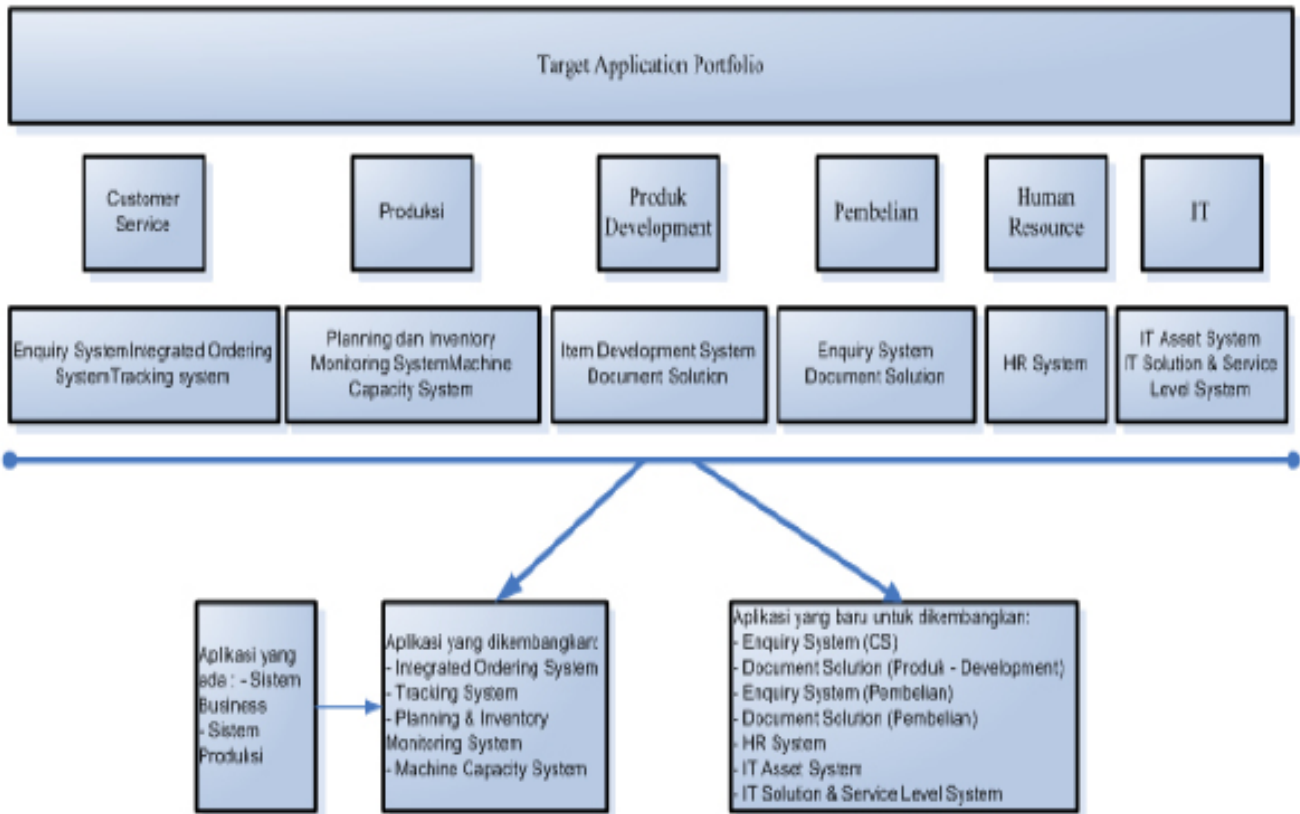 Target Application Portfolio
Customer
Service
Produksi
Produk
Development
Pembelian
Human
Resource
IT
Enquiry SystemIntegrated Ordering
SystemTracking system
Planning dan Inventory
Monitoring SystemMachine
Capacity System
Item Development System
Document Solution
Enquiry System
Document Solution
HR System
IT Asset System
IT Solution & Service
Level System
Aplikasi yang
ada : - Sistem
Business
- Sistem
Produksi
Aplikasi yang dikembangkan:
- Integrated Ordering System
- Tracking System
- Planning & Inventory
Monitoring System
- Machine Capacity System
Aplikasi yang baru untuk dikembangkan:
- Enquiry System (CS)
- Document Solution (Produk - Development)
- Enquiry System (Pembelian)
- Document Solution (Pembelian)
- HR System
- IT Asset System
- IT Solution & Service Level System